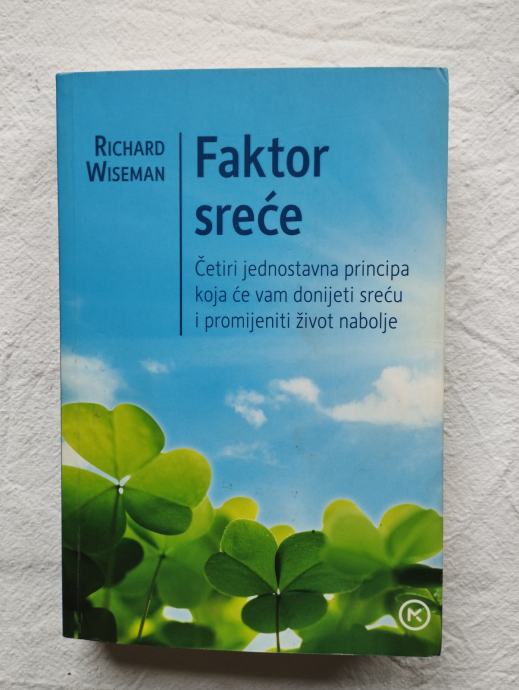 RICHARD
WISEMAN
Faktor
sreće
Četiri jednostavna principa
koja će vam donijeti sreću
i promijeniti život nabolje